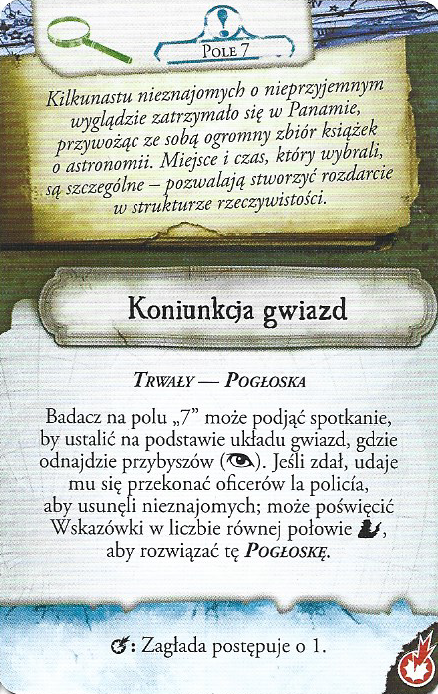 Pole 7
Kilkunastu nieznajomych o nieprzyjemnym
wyglądzie zatrzymało się w Panamie,
przywożąc ze sobą ogromny zbiór książek
o astronomii. Miejsce i czas, który wybrali,
są szczególne – pozwalają stworzyć rozdarcie
w strukturze rzeczywistości.
Koniunkcja gwiazd
Trwały — Pogłoska
Badacz na polu „7” może podjąć spotkanie,
by ustalić na podstawie układu gwiazd, gdzie
odnajdzie przybyszów ( ). Jeśli zdał, udaje
mu się przekonać oficerów la policía,
aby usunęli nieznajomych; może poświęcić
Wskazówki w liczbie równej połowie ,
aby rozwiązać tę Pogłoskę.
: Zagłada postępuje o 1.